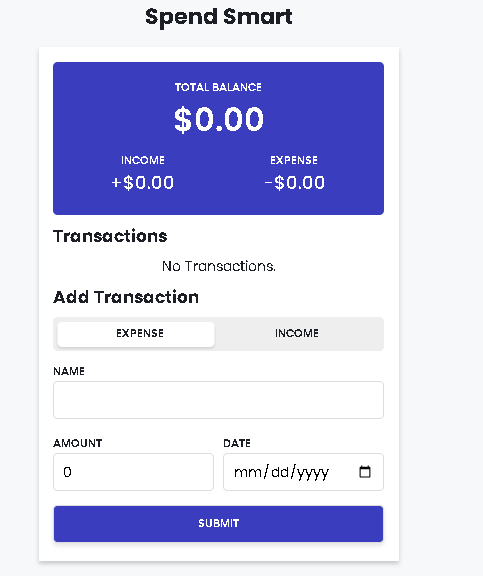 Spend Smart
TOTAL BALANCE
$0.00
INCOME EXPENSE
+$0.00 -$0.00
Transactions
No Transactions.
Add Transaction
EXPENSE INCOME
NAME
AMOUNT DATE
0 mm/dd/yyyy
SUBMIT